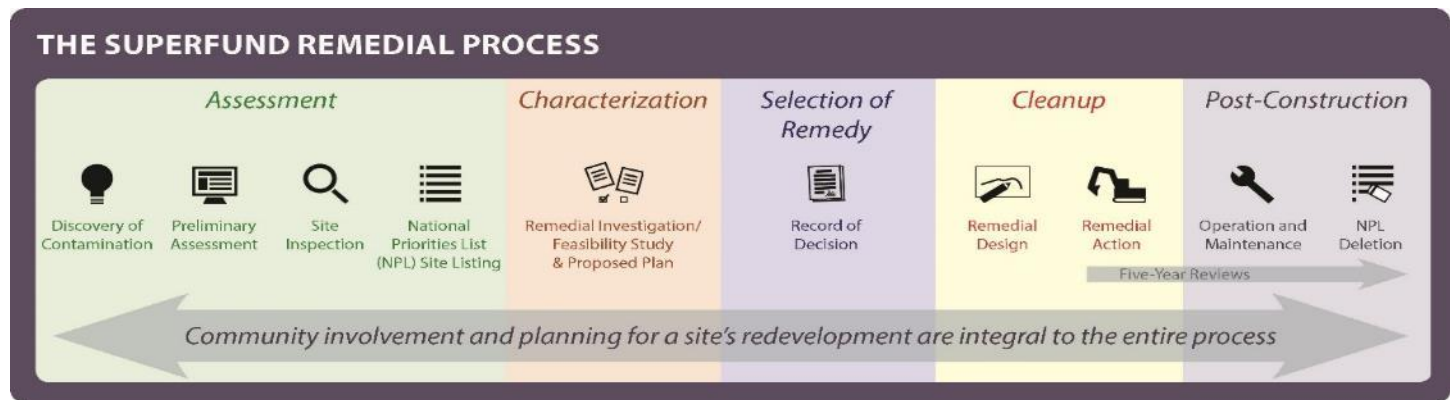 THE SUPERFUND REMEDIAL PROCESS
Assessment
Discovery of
Contamination
Preliminary
Assessment
Site
Inspection
National
Priorities List
(NPL) Site Listing
Characterization
Remedial Investigation/
Feasibility Study
& Proposed Plan
Selection of
Remedy
Record of
Decision
Cleanup
Remedial
Design
Remedial
Action
Post-Construction
Operation and
Maintenance
NPL
Deletion
Five-Year Reviews
Community involvement and planning for a site's redevelopment are integral to the entire process